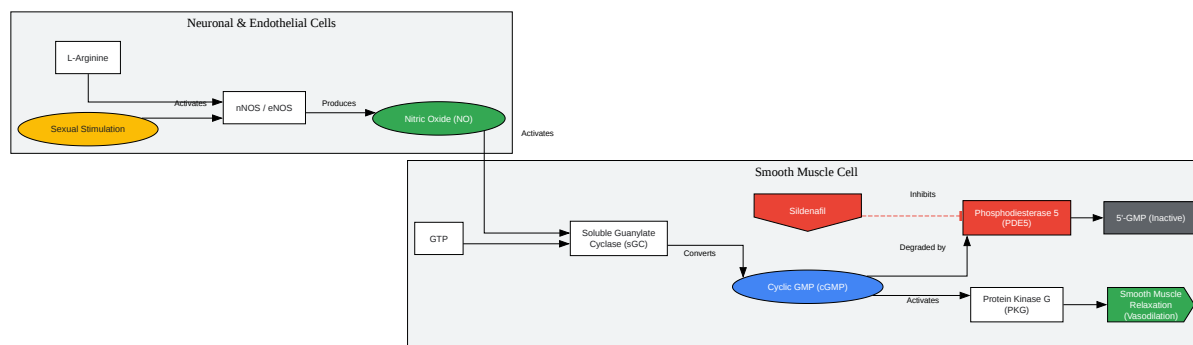 Neuronal & Endothelial Cells
L-Arginine
Activates
nNOS / eNOS
Produces
Nitric Oxide (NO)
Sexual Stimulation
Activates
Smooth Muscle Cell
Inhibits
Sildenafil
Phosphodiesterase 5
(PDE5)
5'-GMP (Inactive)
GTP
Soluble Guanylate
Cyclase (sGC)
Converts
Degraded by
Cyclic GMP (cGMP)
Activates
Protein Kinase G
(PKG)
Smooth Muscle
Relaxation
(Vasodilation)